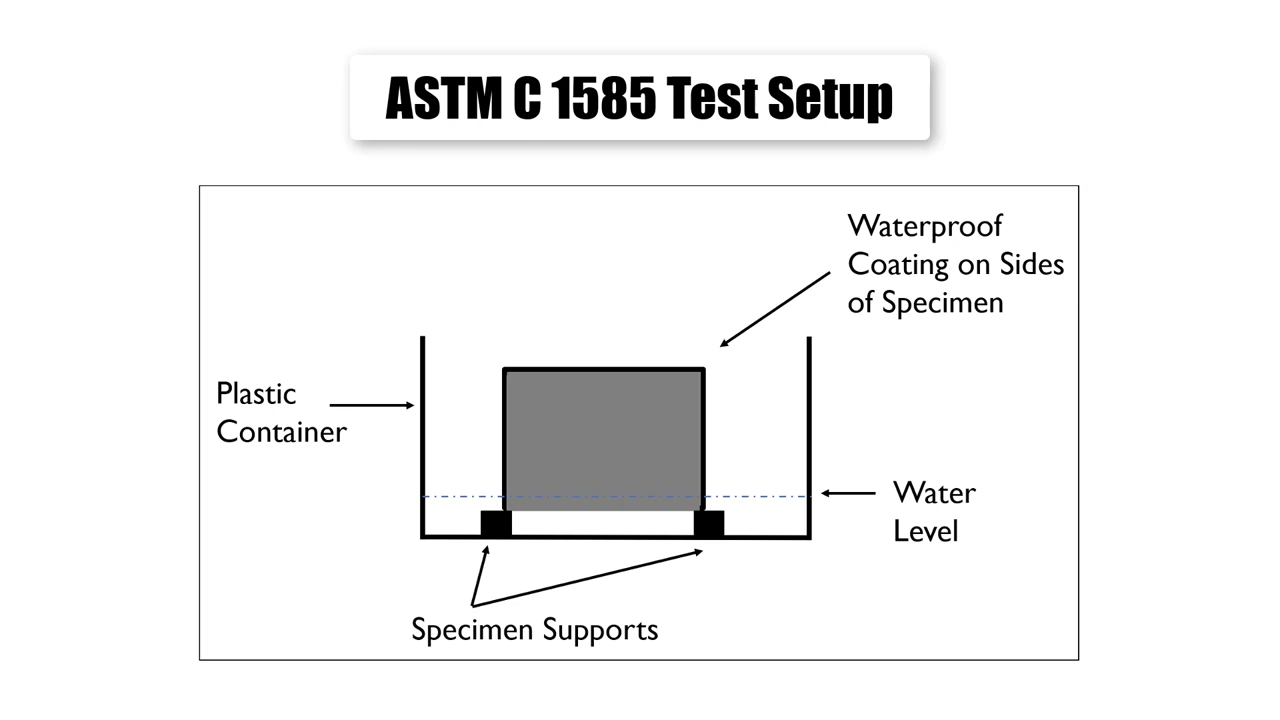 ASTM C 1585 Test Setup
Waterproof
Coating on Sides
of Specimen
Plastic
Container
Water
Level
Specimen Supports